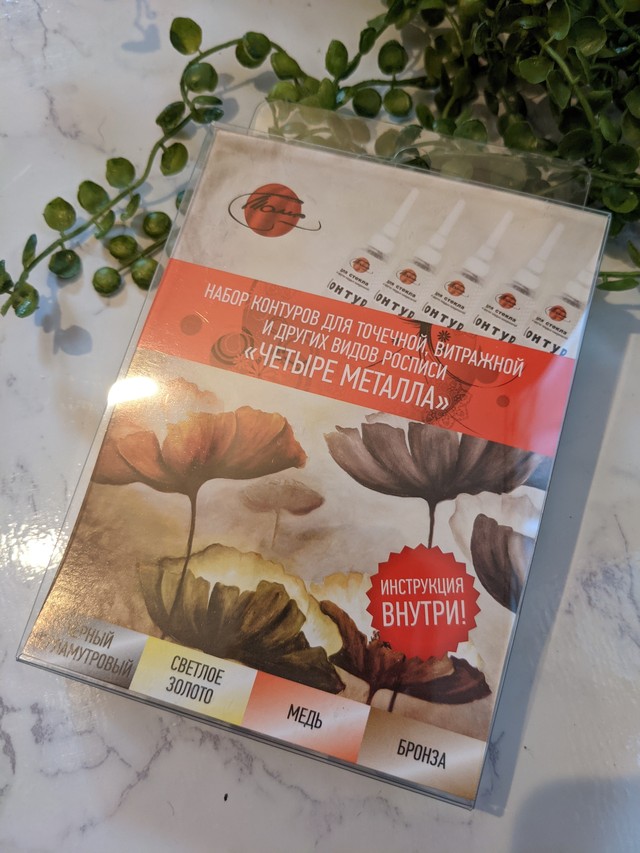 НАБОР КОНТУРОВ ДЛЯ ТОЧЕЧНОЙ, ВИТРАЖНОЙ
И ДРУГИХ ВИДОВ РОСПИСИ
«ЧЕТЫРЕ МЕТАЛЛА»
ИНСТРУКЦИЯ
ВНУТРИ!
СВЕТЛОЕ
ЗОЛОТО
МЕДЬ
БРОНЗА